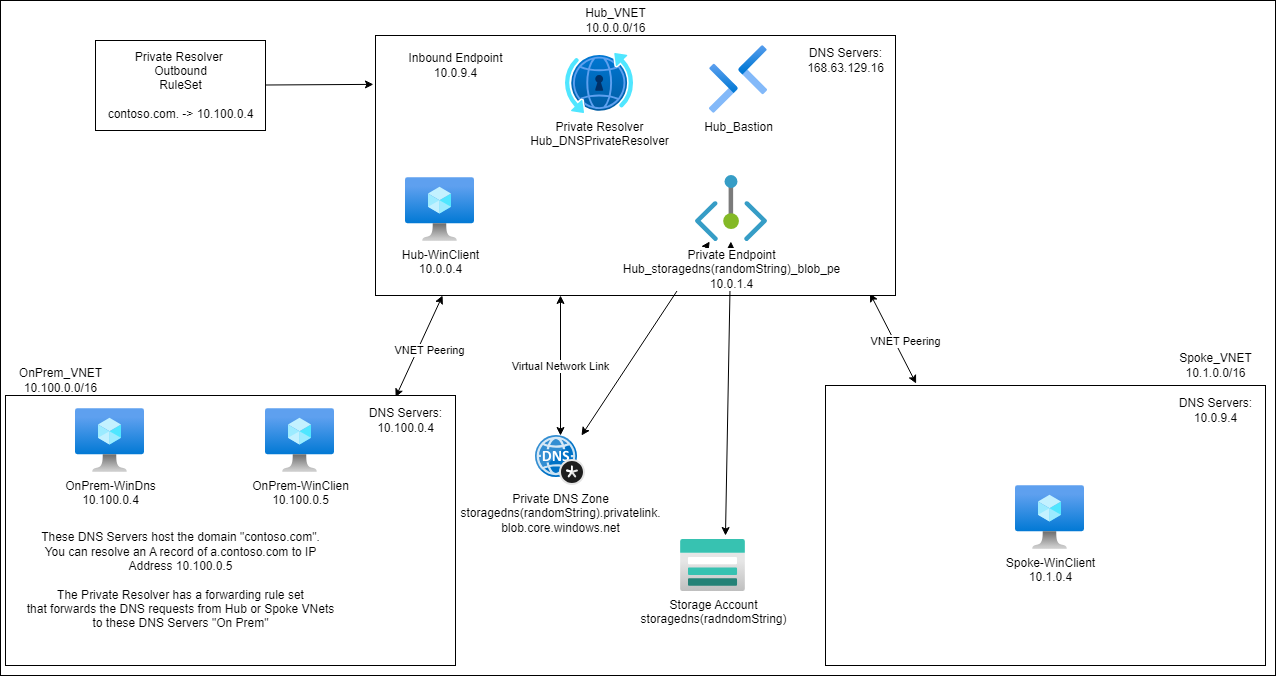 Hub_VNET
10.0.0.0/16
Private Resolver
Outbound
RuleSet
contoso.com. -> 10.100.0.4
Inbound Endpoint
10.0.9.4
Private Resolver
Hub_DNSPrivateResolver
Hub_Bastion
DNS Servers:
168.63.129.16
Hub-WinClient
10.0.0.4
Private Endpoint
Hub_storagedns(randomString)_blob_pe
10.0.1.4
VNET Peering
Virtual Network Link
VNET Peering
OnPrem_VNET
10.100.0.0/16
DNS Servers:
10.100.0.4
OnPrem-WinDns
10.100.0.4
OnPrem-WinClien
10.100.0.5
These DNS Servers host the domain "contoso.com".
You can resolve an A record of a.contoso.com to IP
Address 10.100.0.5
The Private Resolver has a forwarding rule set
that forwards the DNS requests from Hub or Spoke VNets
to these DNS Servers "On Prem"
DNS
*
Private DNS Zone
storagedns(randomString).privatelink.
blob.core.windows.net
Storage Account
storagedns(radndomString)
Spoke_VNET
10.1.0.0/16
DNS Servers:
10.0.9.4
Spoke-WinClient
10.1.0.4